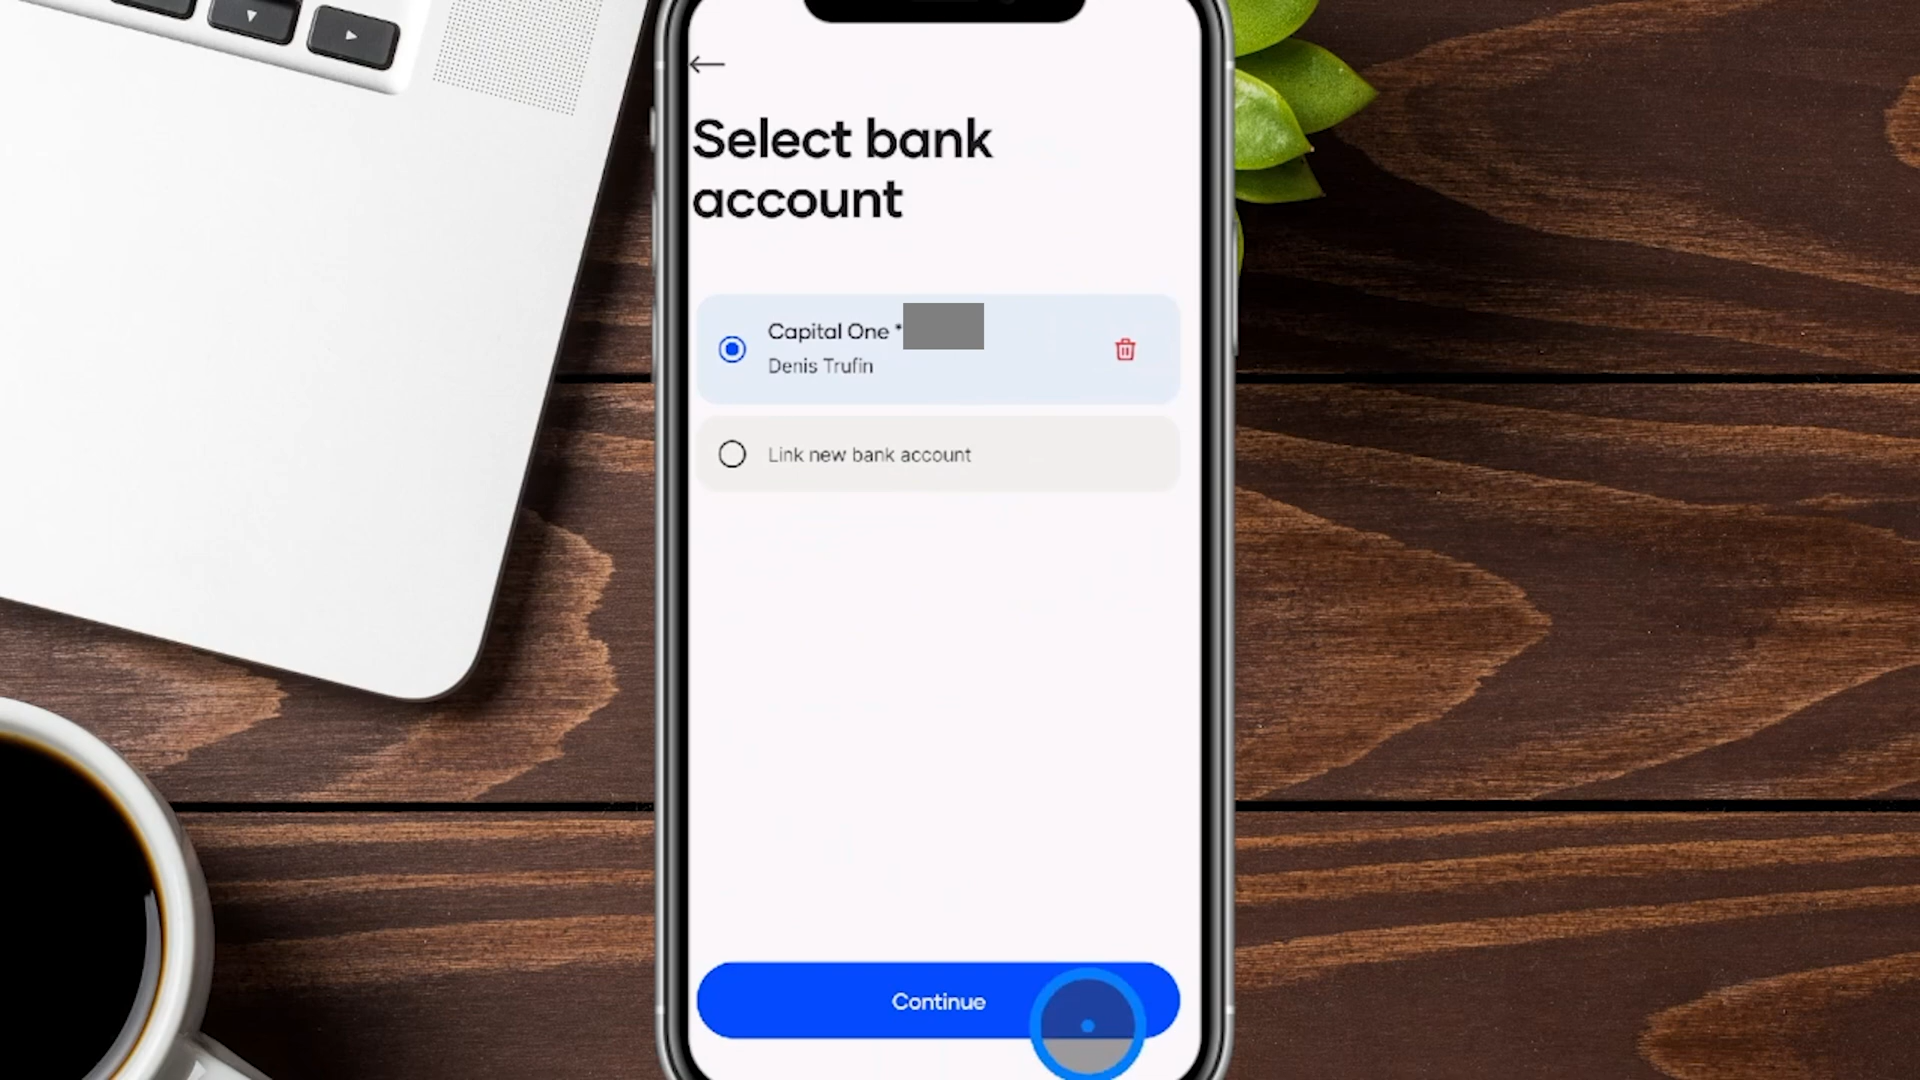 Select bank
account
Capital One *
Denis Trufin
Link new bank account
Continue